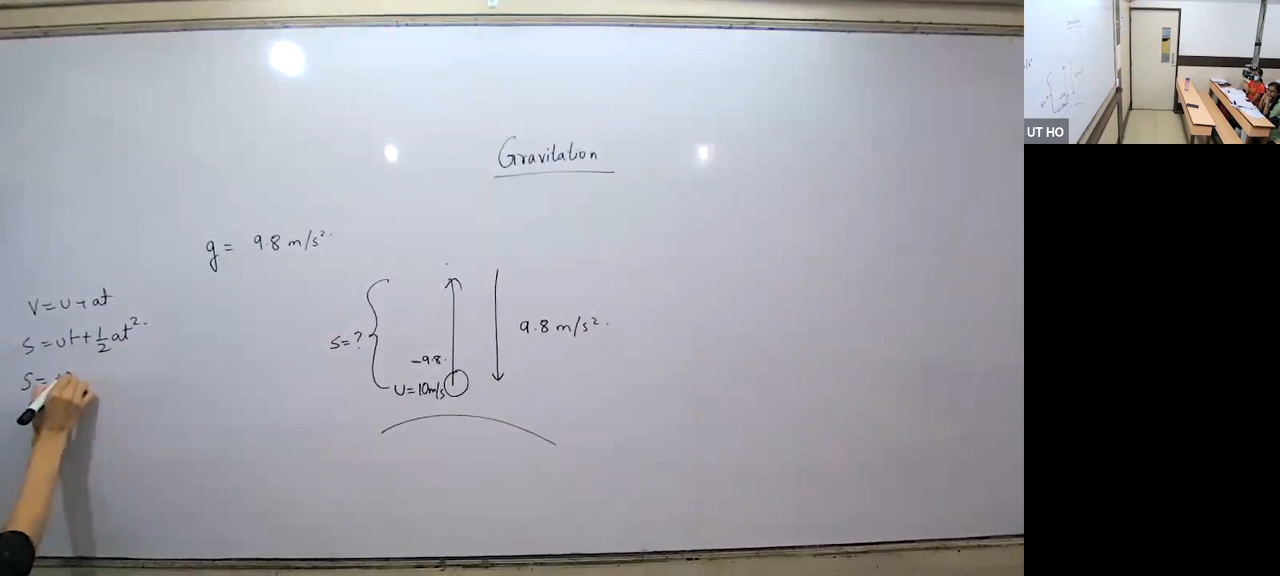 Gravitation
g = 9.8 m/s².
V = u + at
S = ut + ½ at².
S =
S = ?
-9.8.
U = 10m/s
9.8 m/s².
UT HO